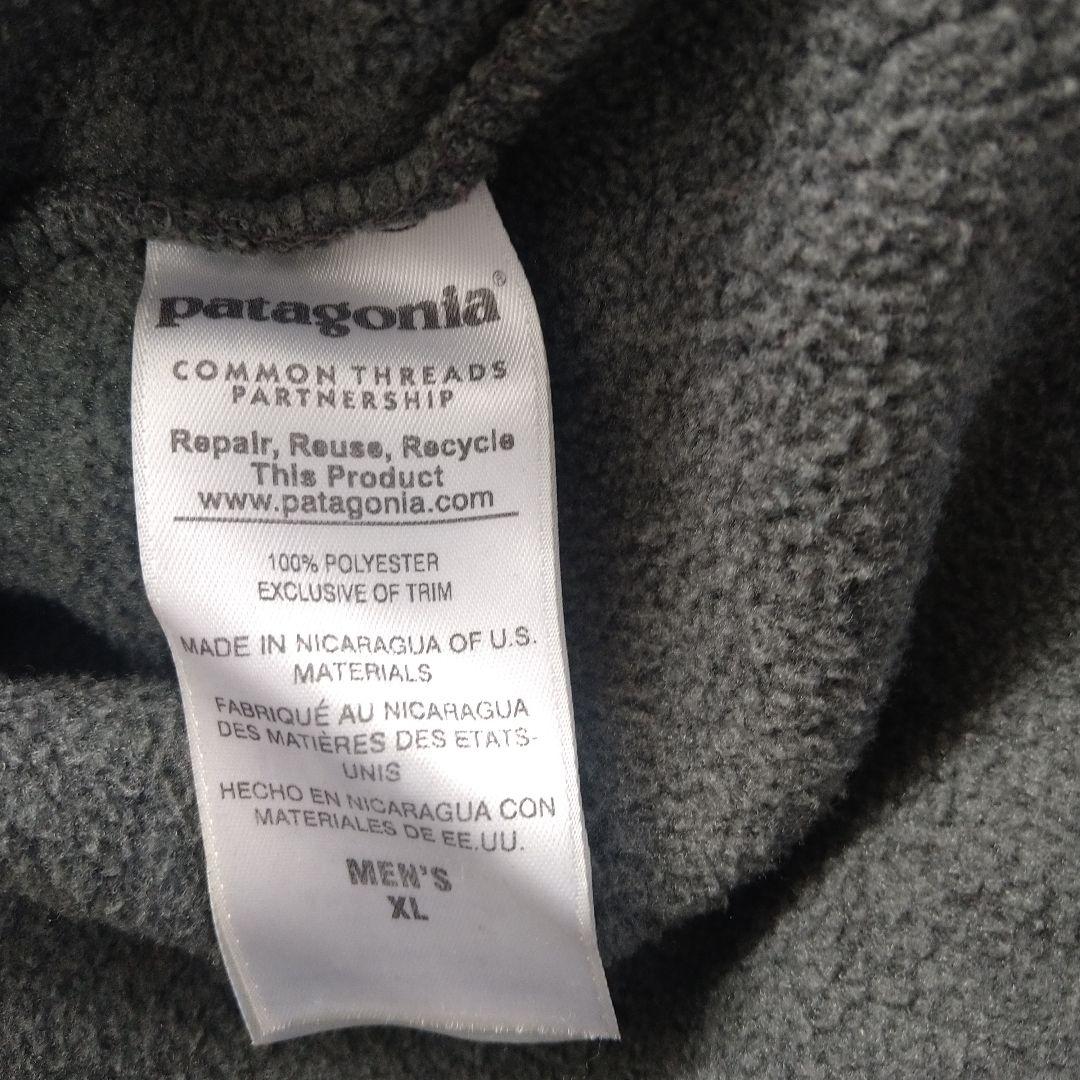 patagonia®
COMMON THREADS
PARTNERSHIP
Repair, Reuse, Recycle
This Product
www.patagonia.com
100% POLYESTER
EXCLUSIVE OF TRIM
MADE IN NICARAGUA OF U.S.
MATERIALS
FABRIQUÉ AU NICARAGUA
DES MATIÈRES DES ETATS-
UNIS
HECHO EN NICARAGUA CON
MATERIALES DE EE.UU.
MEN'S
XL